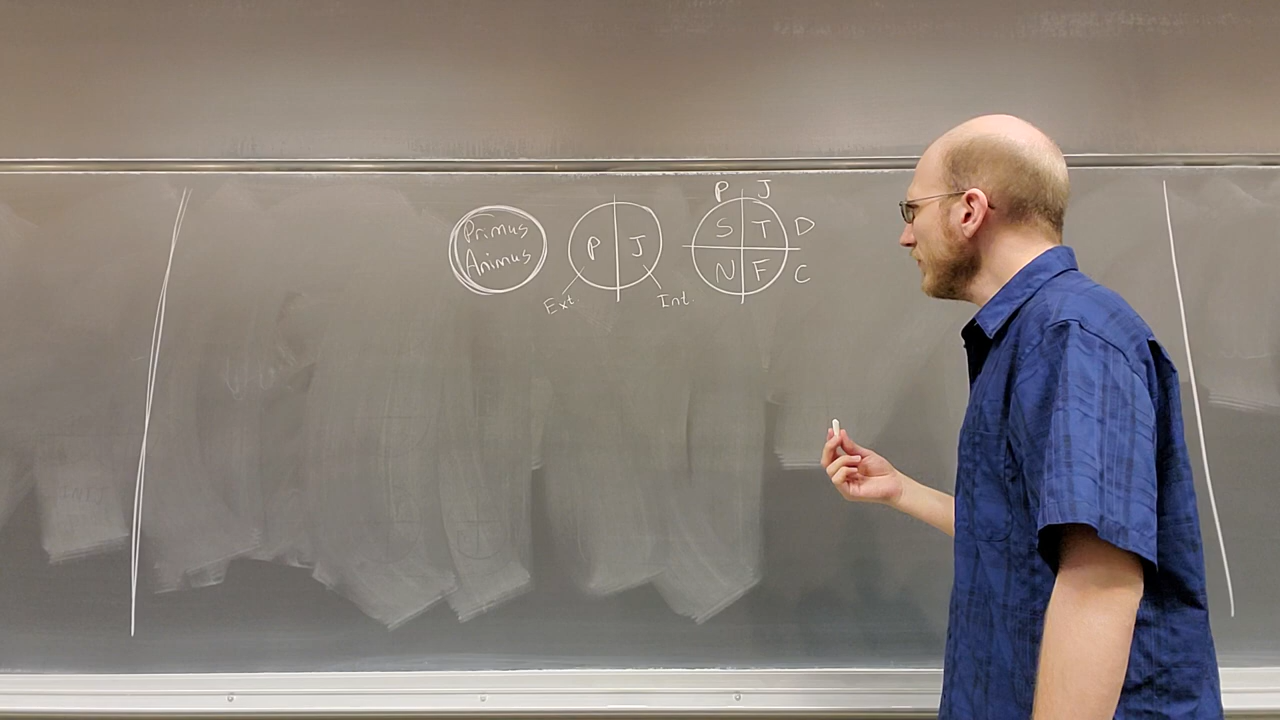 Primus
Animus
P J
Ext. Int.
P J
S T D
N F C